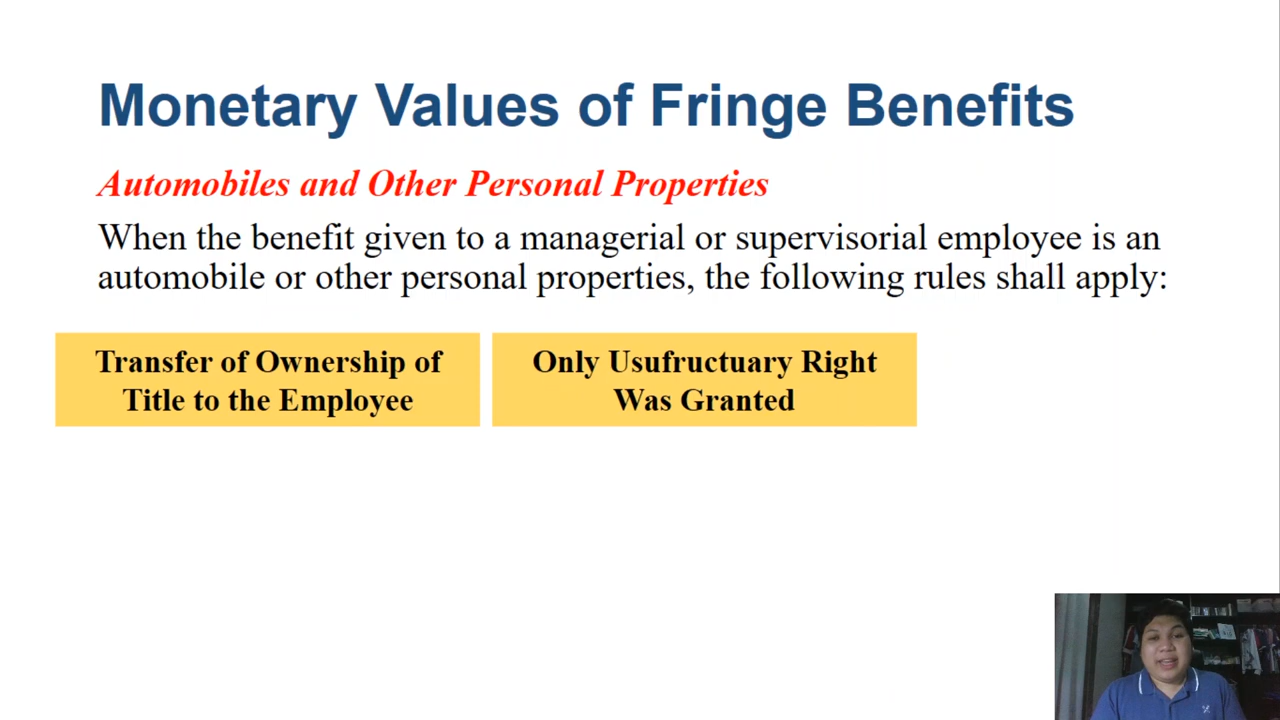 Monetary Values of Fringe Benefits
Automobiles and Other Personal Properties
When the benefit given to a managerial or supervisorial employee is an
automobile or other personal properties, the following rules shall apply:
Transfer of Ownership of
Title to the Employee
Only Usufructuary Right
Was Granted